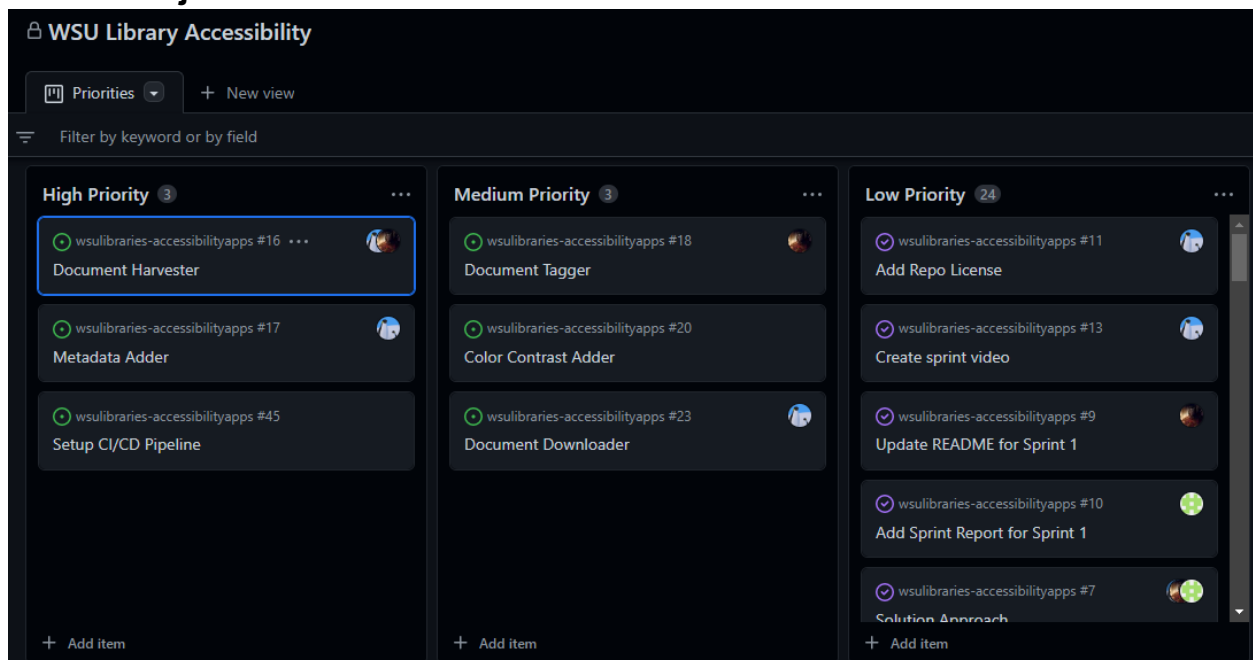 WSU Library Accessibility
Priorities
+ New view
Filter by keyword or by field
High Priority 3 ...
wsulibraries-accessibilityapps #16 ...
Document Harvester
wsulibraries-accessibilityapps #17
Metadata Adder
wsulibraries-accessibilityapps #45
Setup CI/CD Pipeline
+ Add item
Medium Priority 3 ...
wsulibraries-accessibilityapps #18
Document Tagger
wsulibraries-accessibilityapps #20
Color Contrast Adder
wsulibraries-accessibilityapps #23
Document Downloader
+ Add item
Low Priority 24 ...
wsulibraries-accessibilityapps #11
Add Repo License
wsulibraries-accessibilityapps #13
Create sprint video
wsulibraries-accessibilityapps #9
Update README for Sprint 1
wsulibraries-accessibilityapps #10
Add Sprint Report for Sprint 1
wsulibraries-accessibilityapps #7
Solution Approach
+ Add item